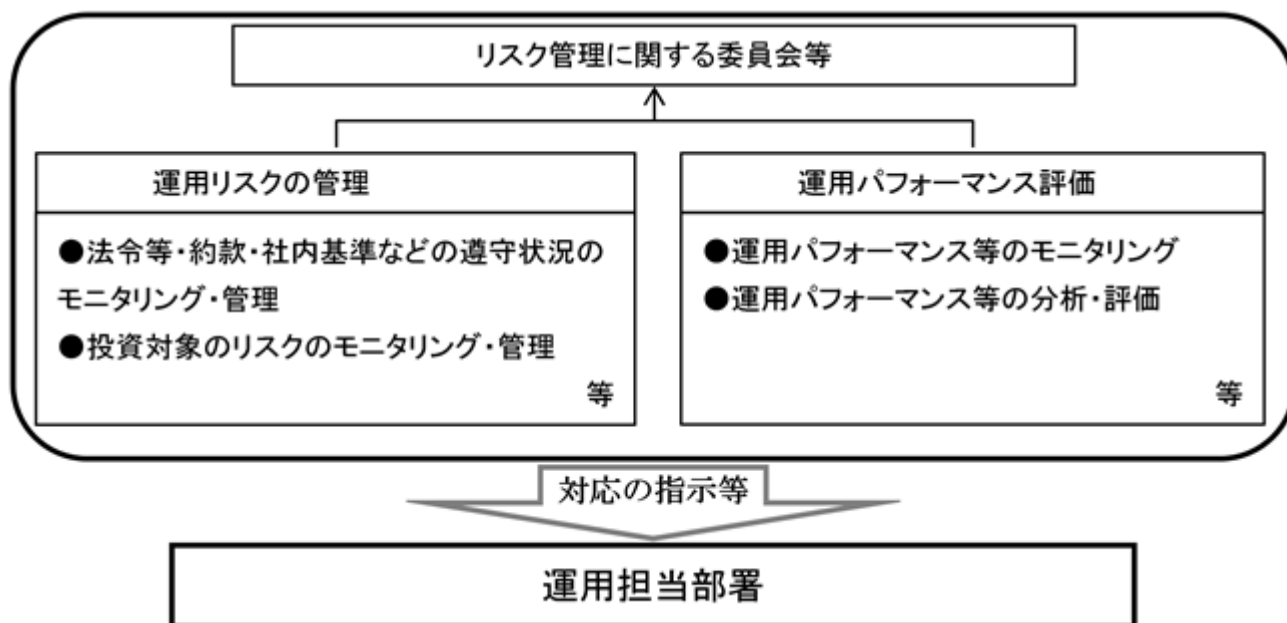 リスク管理に関する委員会等
運用リスクの管理
●法令等・約款・社内基準などの遵守状況の
モニタリング・管理
●投資対象のリスクのモニタリング・管理
等
運用パフォーマンス評価
●運用パフォーマンス等のモニタリング
●運用パフォーマンス等の分析・評価
等
対応の指示等
運用担当部署